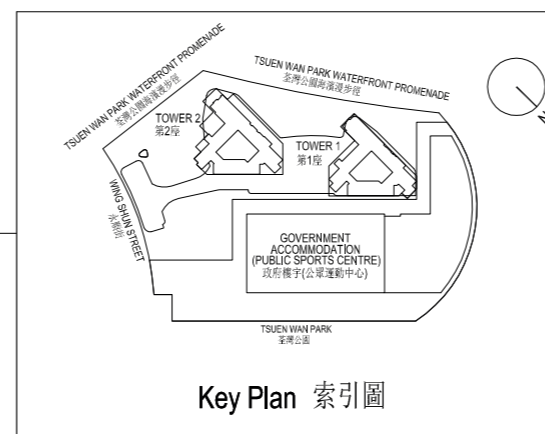 TSUEN WAN PARK WATERFRONT PROMENADE
荃灣公園海濱漫步徑
TSUEN WAN PARK WATERFRONT PROMENADE
荃灣公園海濱漫步徑
N
TOWER 2
第2座
TOWER 1
第1座
WING SHUN STREET
永順街
GOVERNMENT
ACCOMMODATION
(PUBLIC SPORTS CENTRE)
政府樓宇(公眾運動中心)
TSUEN WAN PARK
荃灣公園
Key Plan 索引圖